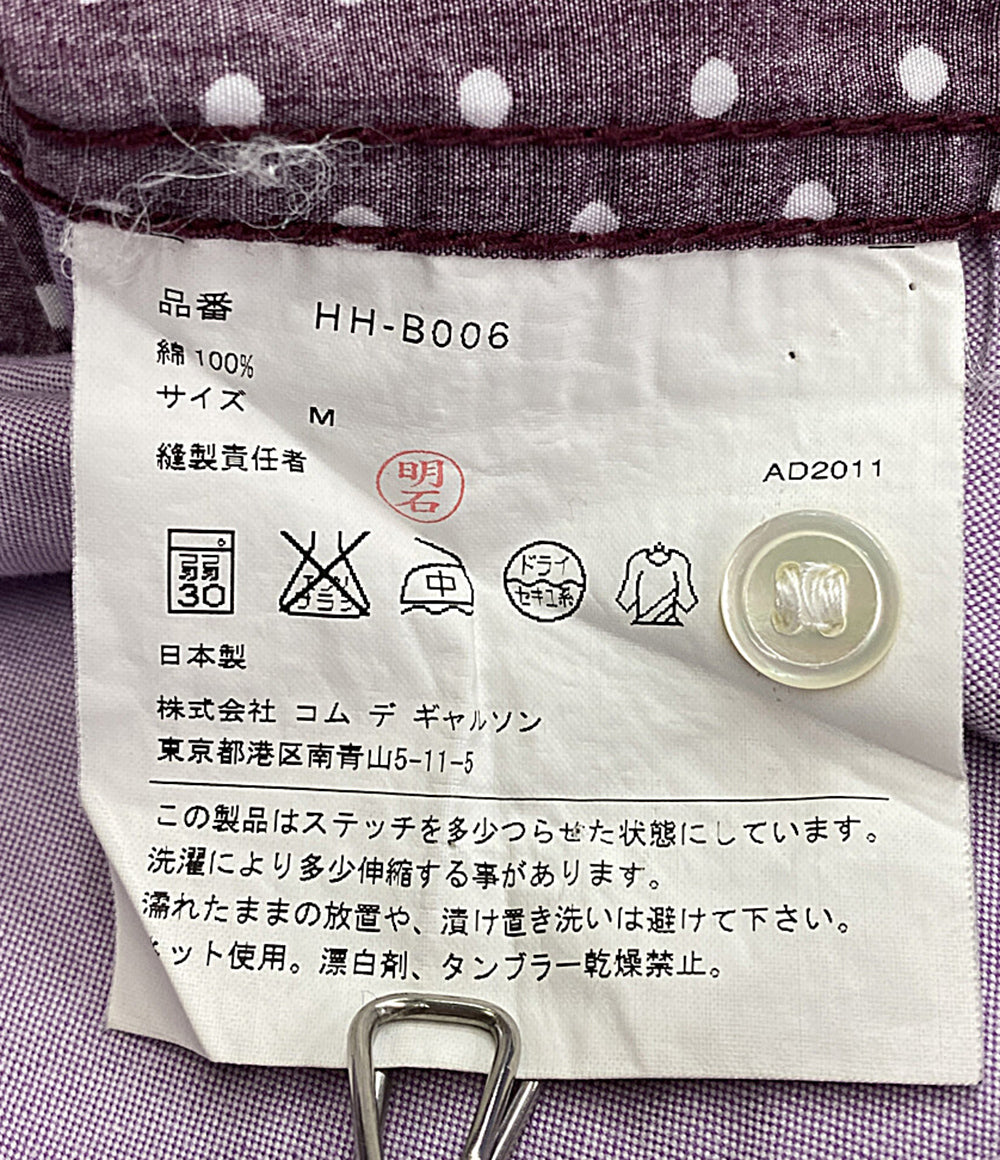 品番 HH-B006
綿 100%
サイズ M
縫製責任者 明石
AD2011
弱 30
中
ドライ
セキユ系
日本製
株式会社 コム デ ギャルソン
東京都港区南青山5-11-5
この製品はステッチを多少つらせた状態にしています。
洗濯により多少伸縮する事があります。
濡れたままの放置や、漬け置き洗いは避けて下さい。
ット使用。漂白剤、タンブラー乾燥禁止。